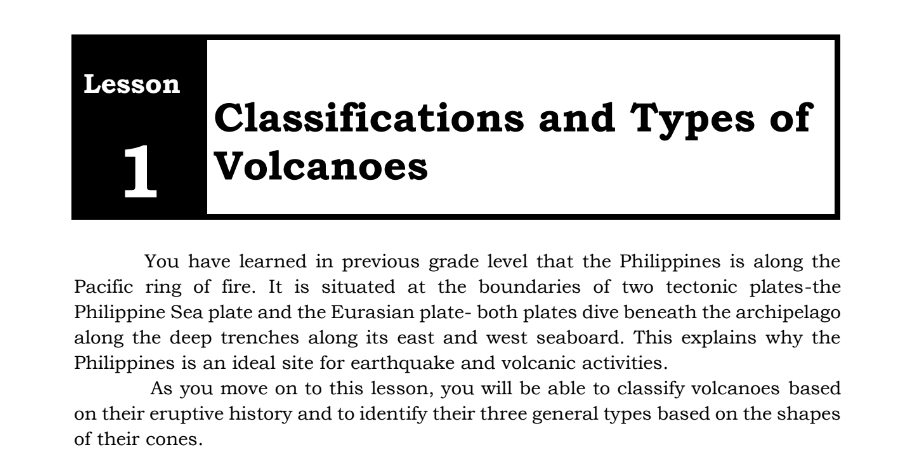 Lesson
1
Classifications and Types of
Volcanoes
You have learned in previous grade level that the Philippines is along the
Pacific ring of fire. It is situated at the boundaries of two tectonic plates-the
Philippine Sea plate and the Eurasian plate- both plates dive beneath the archipelago
along the deep trenches along its east and west seaboard. This explains why the
Philippines is an ideal site for earthquake and volcanic activities.
As you move on to this lesson, you will be able to classify volcanoes based
on their eruptive history and to identify their three general types based on the shapes
of their cones.